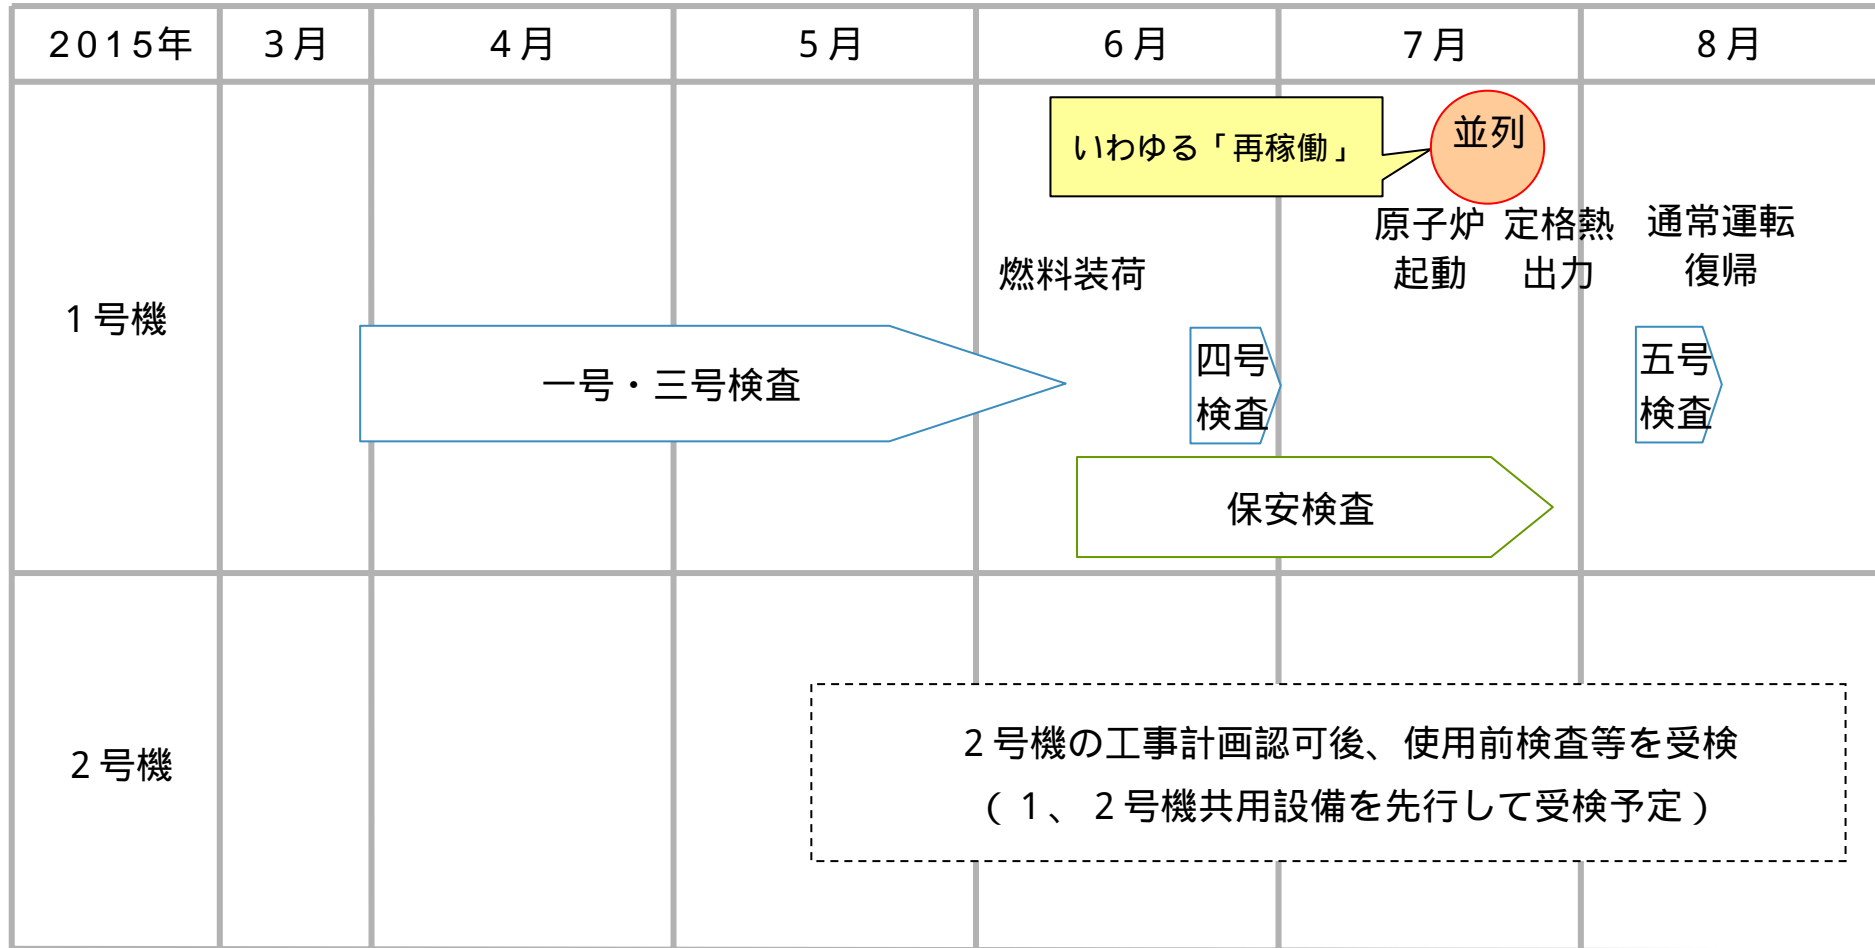 2015年 3月 4月 5月 6月 7月 8月
1号機
いわゆる「再稼働」
並列
燃料装荷
原子炉
起動
定格熱
出力
通常運転
復帰
一号・三号検査
四号
検査
五号
検査
保安検査
2号機
2号機の工事計画認可後、使用前検査等を受検
(1、2号機共用設備を先行して受検予定)